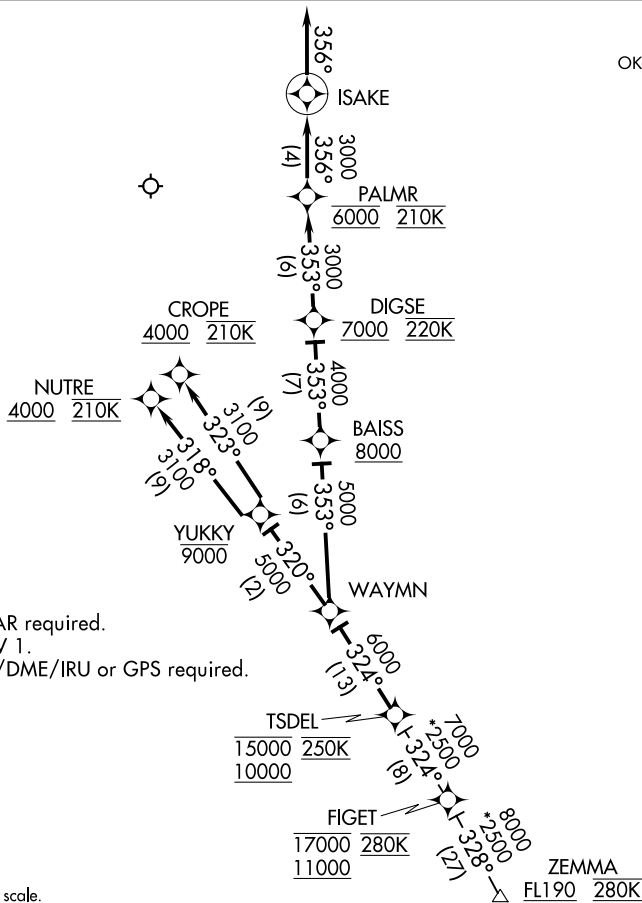 356°
OK
ISAKE
3000
356°
(4)
PALMR
6000 210K
3000
353°
(6)
CROPE
4000 210K
DIGSE
7000 220K
NUTRE
4000 210K
4000
353°
(7)
(9)
3100
323°
BAISS
8000
318°
3100
(9)
5000
353°
(6)
YUKKY
9000
320°
5000
(2)
WAYMN
AR required.
V 1.
/DME/IRU or GPS required.
6000
324°
(13)
TSDEL
15000 250K
10000
7000
*2500
324°
(8)
FIGET
17000 280K
11000
8000
*2500
328°
(27)
ZEMMA
FL190 280K
scale.